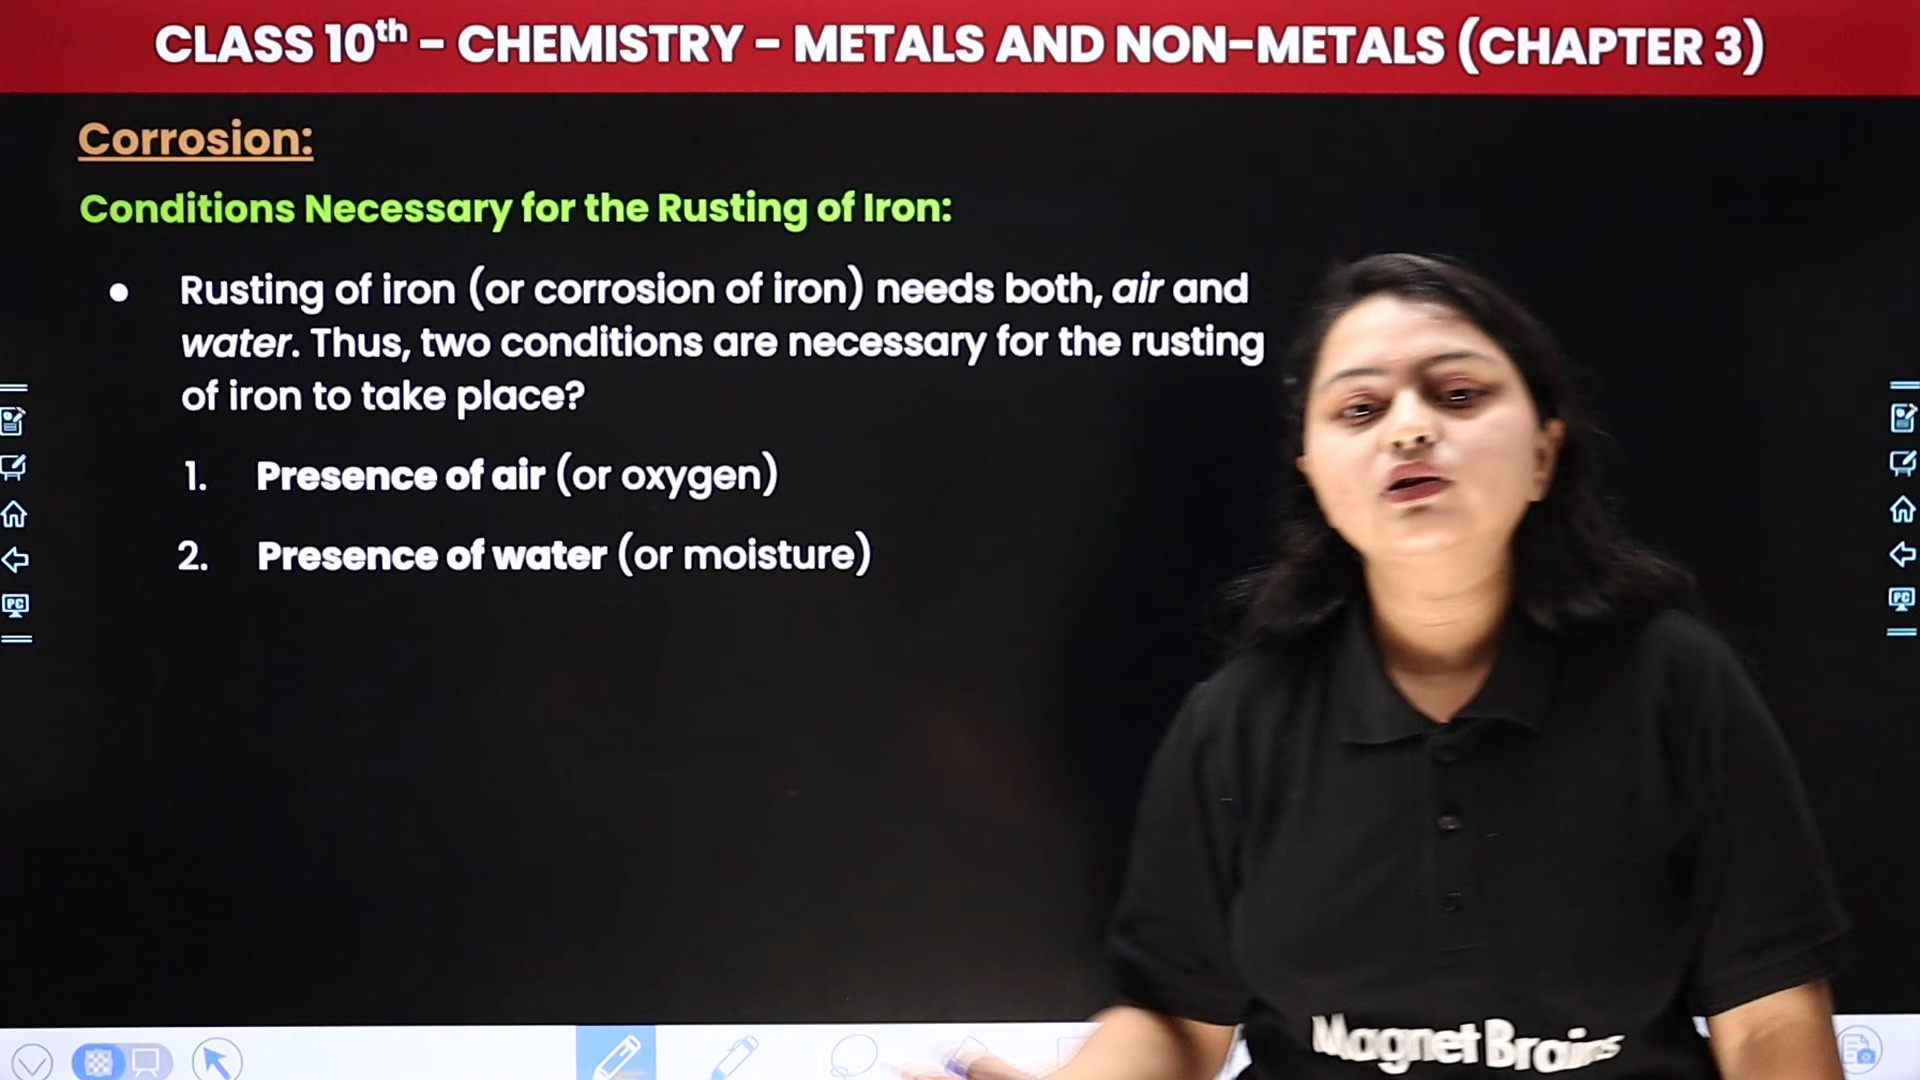 CLASS 10th - CHEMISTRY - METALS AND NON-METALS (CHAPTER 3)
Corrosion:
Conditions Necessary for the Rusting of Iron:
● Rusting of iron (or corrosion of iron) needs both, air and
water. Thus, two conditions are necessary for the rusting
of iron to take place?
1. Presence of air (or oxygen)
2. Presence of water (or moisture)
PC
PC
Magnet Brains